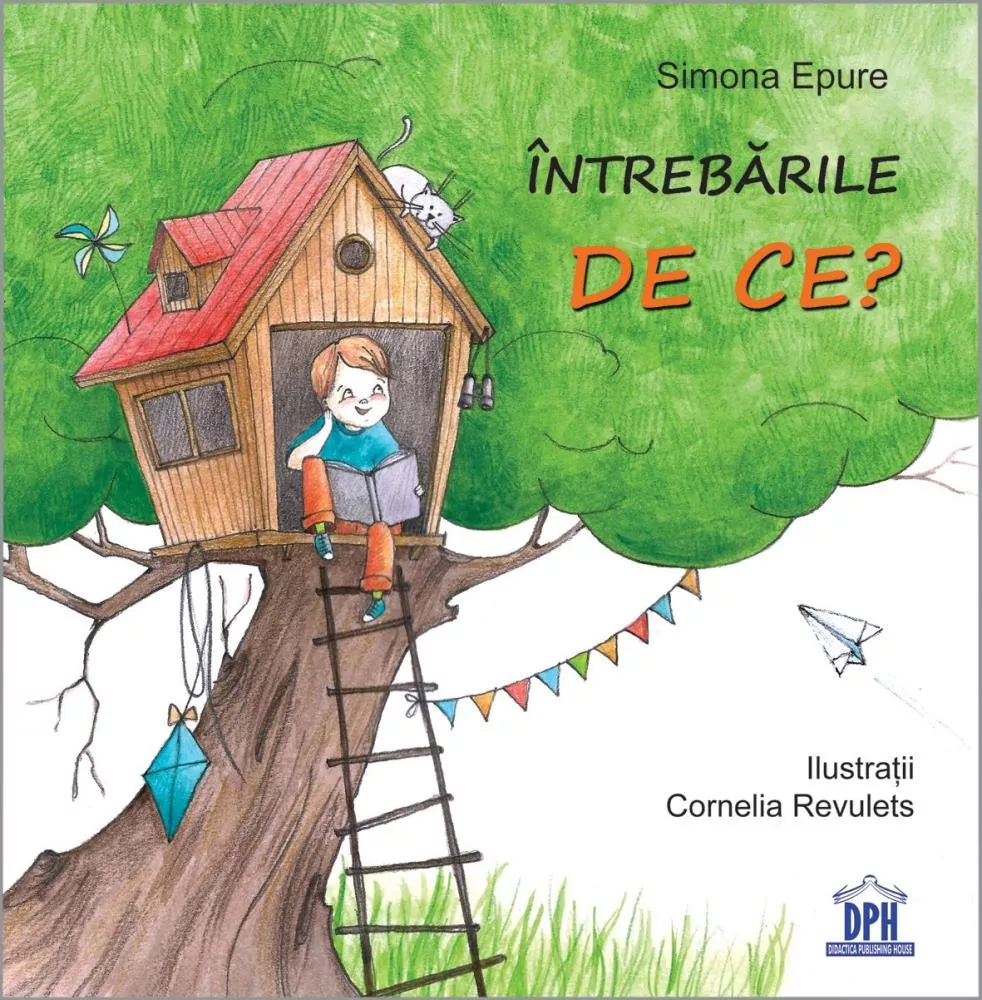 Simona Epure
ÎNTREBĂRILE
DE CE?
Ilustrații
Cornelia Revulets
DPH
DIDACTICA PUBLISHING HOUSE